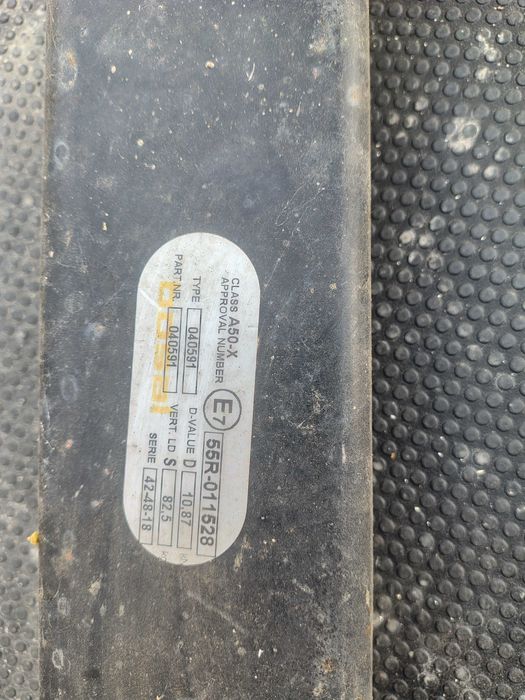 CLASS A50-X
APPROVAL NUMBER E7 55R-011528
TYPE 040591 D-VALUE D 10,87
PART.NR. 040591 VERT. LD S 82,5
SERIE 42-48-18